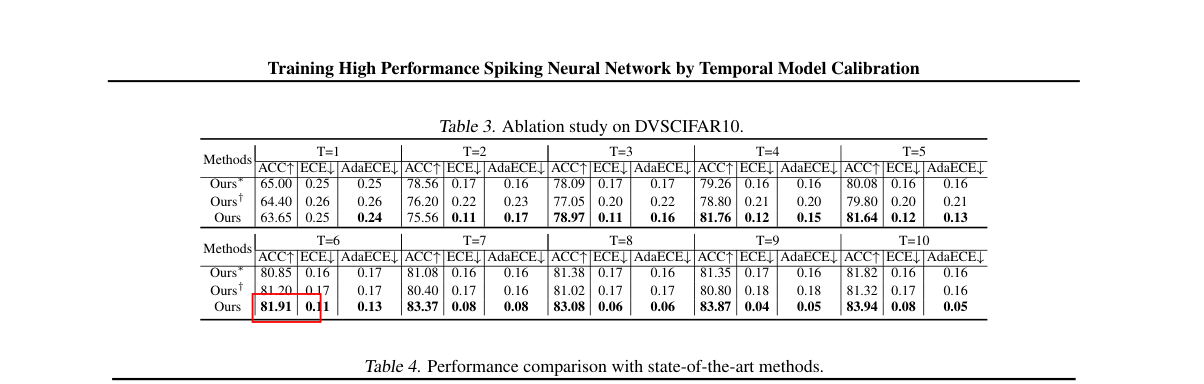 Training High Performance Spiking Neural Network by Temporal Model Calibration
Table 3. Ablation study on DVSCIFAR10.
Methods T=1 T=2 T=3 T=4 T=5
ACC↑ ECE↓ AdaECE↓ ACC↑ ECE↓ AdaECE↓ ACC↑ ECE↓ AdaECE↓ ACC↑ ECE↓ AdaECE↓ ACC↑ ECE↓ AdaECE↓
Ours* 65.00 0.25 0.25 78.56 0.17 0.16 78.09 0.17 0.17 79.26 0.16 0.16 80.08 0.16 0.16
Ours† 64.40 0.26 0.26 76.20 0.22 0.23 77.05 0.20 0.22 78.80 0.21 0.20 79.80 0.20 0.21
Ours 63.65 0.25 0.24 75.56 0.11 0.17 78.97 0.11 0.16 81.76 0.12 0.15 81.64 0.12 0.13
Methods T=6 T=7 T=8 T=9 T=10
ACC↑ ECE↓ AdaECE↓ ACC↑ ECE↓ AdaECE↓ ACC↑ ECE↓ AdaECE↓ ACC↑ ECE↓ AdaECE↓ ACC↑ ECE↓ AdaECE↓
Ours* 80.85 0.16 0.17 81.08 0.16 0.16 81.38 0.17 0.16 81.35 0.17 0.16 81.82 0.16 0.16
Ours† 81.20 0.17 0.17 80.40 0.17 0.16 81.02 0.17 0.17 80.80 0.18 0.18 81.32 0.17 0.16
Ours 81.91 0.11 0.13 83.37 0.08 0.08 83.08 0.06 0.06 83.87 0.04 0.05 83.94 0.08 0.05
Table 4. Performance comparison with state-of-the-art methods.